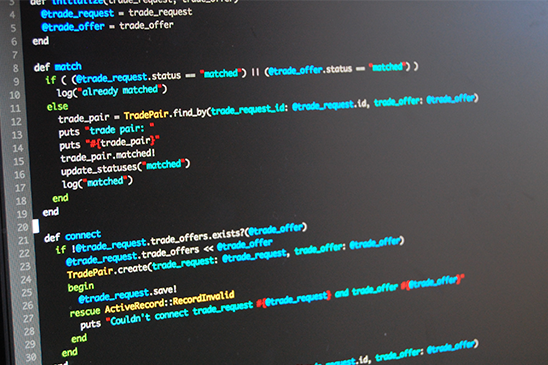 3 def initialize(trade_request, trade_offer)
4 @trade_request = trade_request
5 @trade_offer = trade_offer
6 end
7
8 def match
9 if ( (@trade_request.status == "matched") || (@trade_offer.status == "matched") )
10 log("already matched")
11 else
12 trade_pair = TradePair.find_by(trade_request_id: @trade_request.id, trade_offer: @trade_offer)
13 puts "trade pair: "
14 puts "#{trade_pair}"
15 trade_pair.matched!
16 update_statuses("matched")
17 log("matched")
18 end
19 end
20
21 def connect
22 if !@trade_request.trade_offers.exists?(@trade_offer)
23 @trade_request.trade_offers << @trade_offer
24 TradePair.create(trade_request: @trade_request, trade_offer: @trade_offer)
25 begin
26 @trade_request.save!
27 rescue ActiveRecord::RecordInvalid
28 puts "Couldn't connect trade_request #{@trade_request} and trade_offer #{@trade_offer}"
29 end
30 end
end
_request.id, trade_offer: @trade_offer)